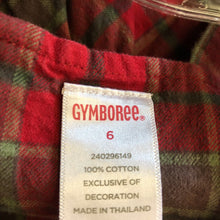 GYMBOREE®
6
240296149
100% COTTON
EXCLUSIVE OF
DECORATION
MADE IN THAILAND